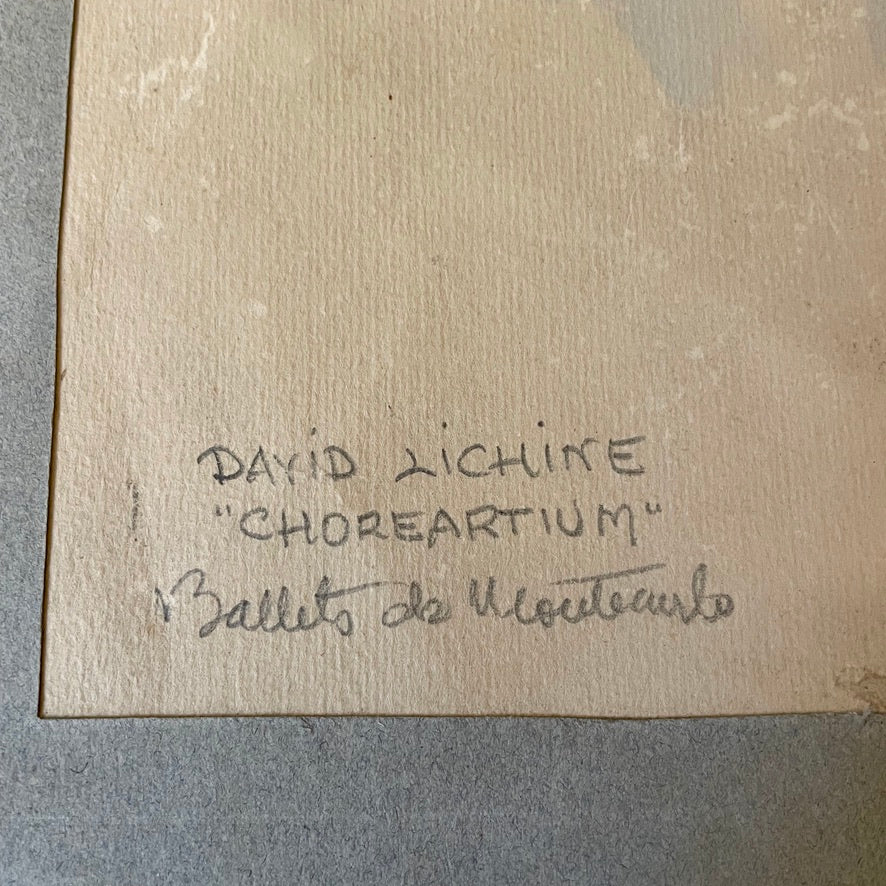 DAViD LiCHiNE
"CHOREARTIUM"
Ballets de Montecarlo